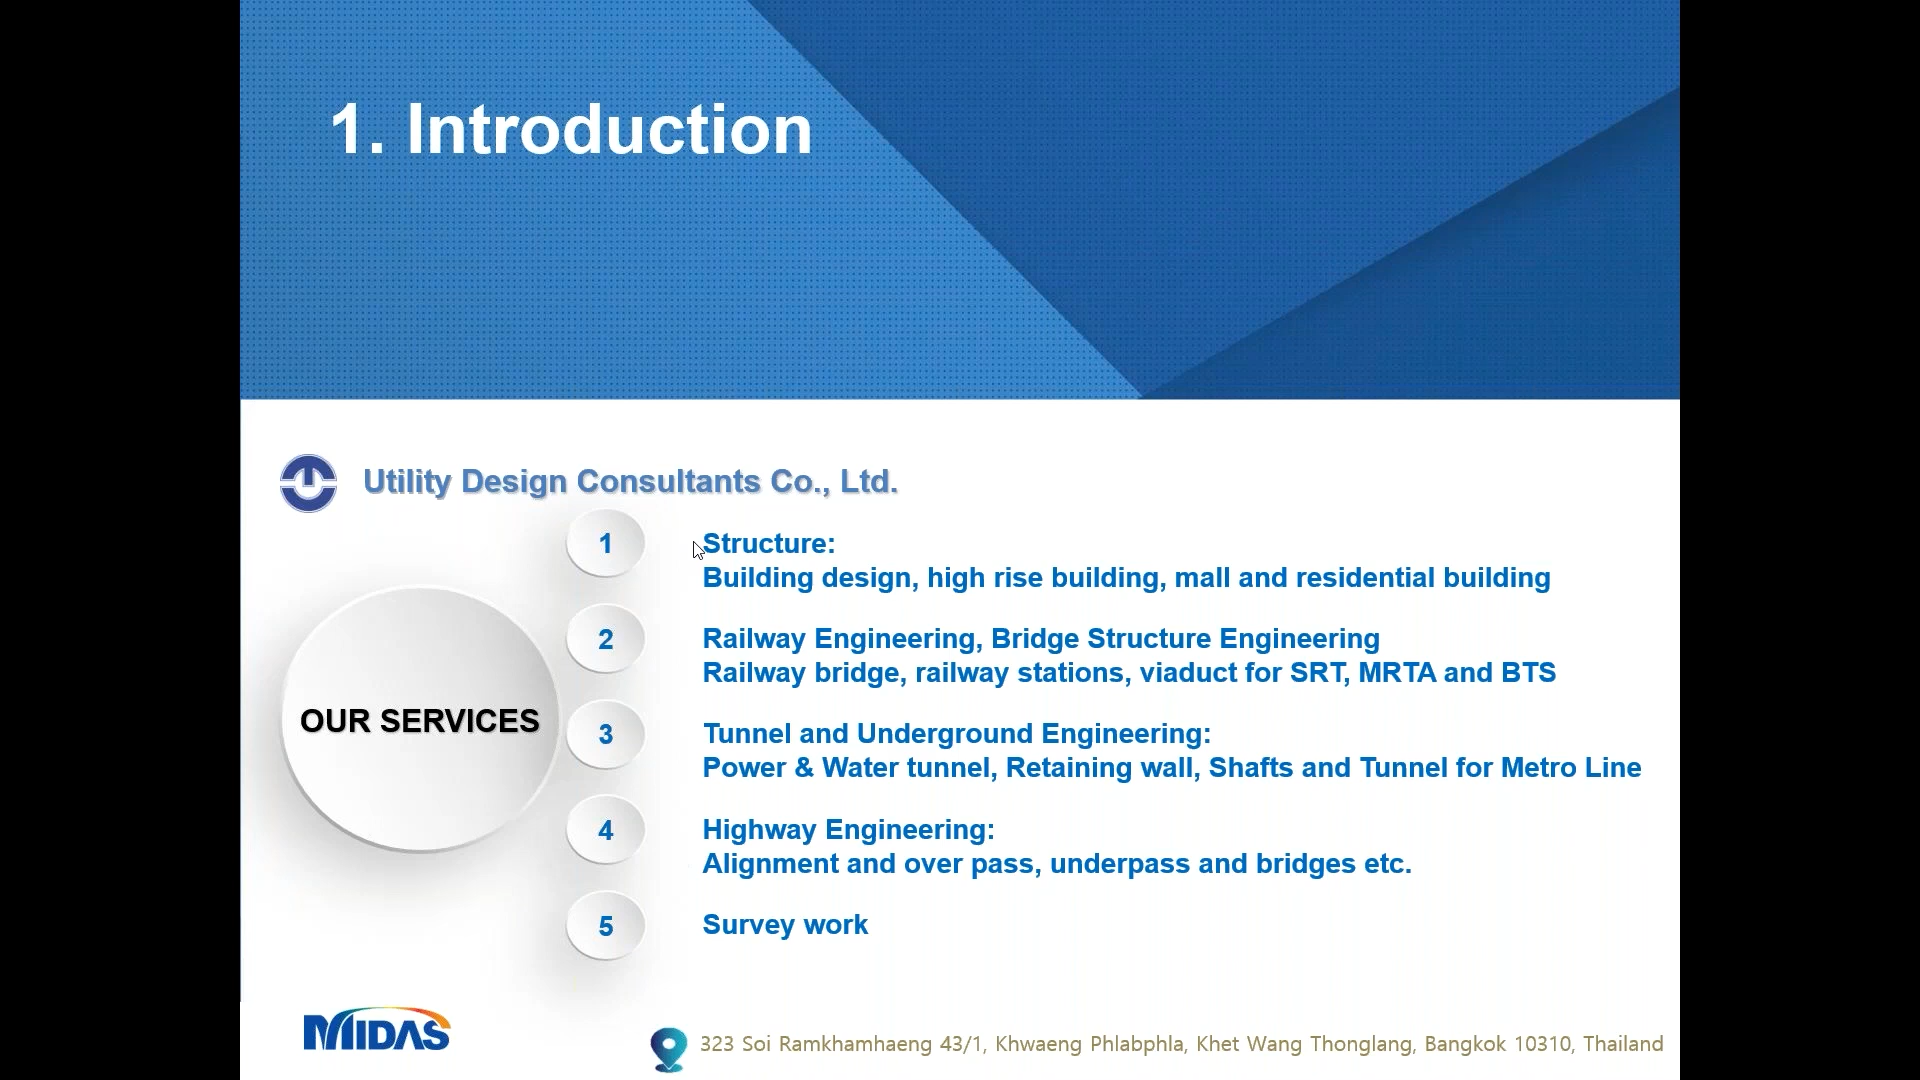 1. Introduction
Utility Design Consultants Co., Ltd.
OUR SERVICES
1
Structure:
Building design, high rise building, mall and residential building
2
Railway Engineering, Bridge Structure Engineering
Railway bridge, railway stations, viaduct for SRT, MRTA and BTS
3
Tunnel and Underground Engineering:
Power & Water tunnel, Retaining wall, Shafts and Tunnel for Metro Line
4
Highway Engineering:
Alignment and over pass, underpass and bridges etc.
5
Survey work
MIDAS
323 Soi Ramkhamhaeng 43/1, Khwaeng Phlabphla, Khet Wang Thonglang, Bangkok 10310, Thailand